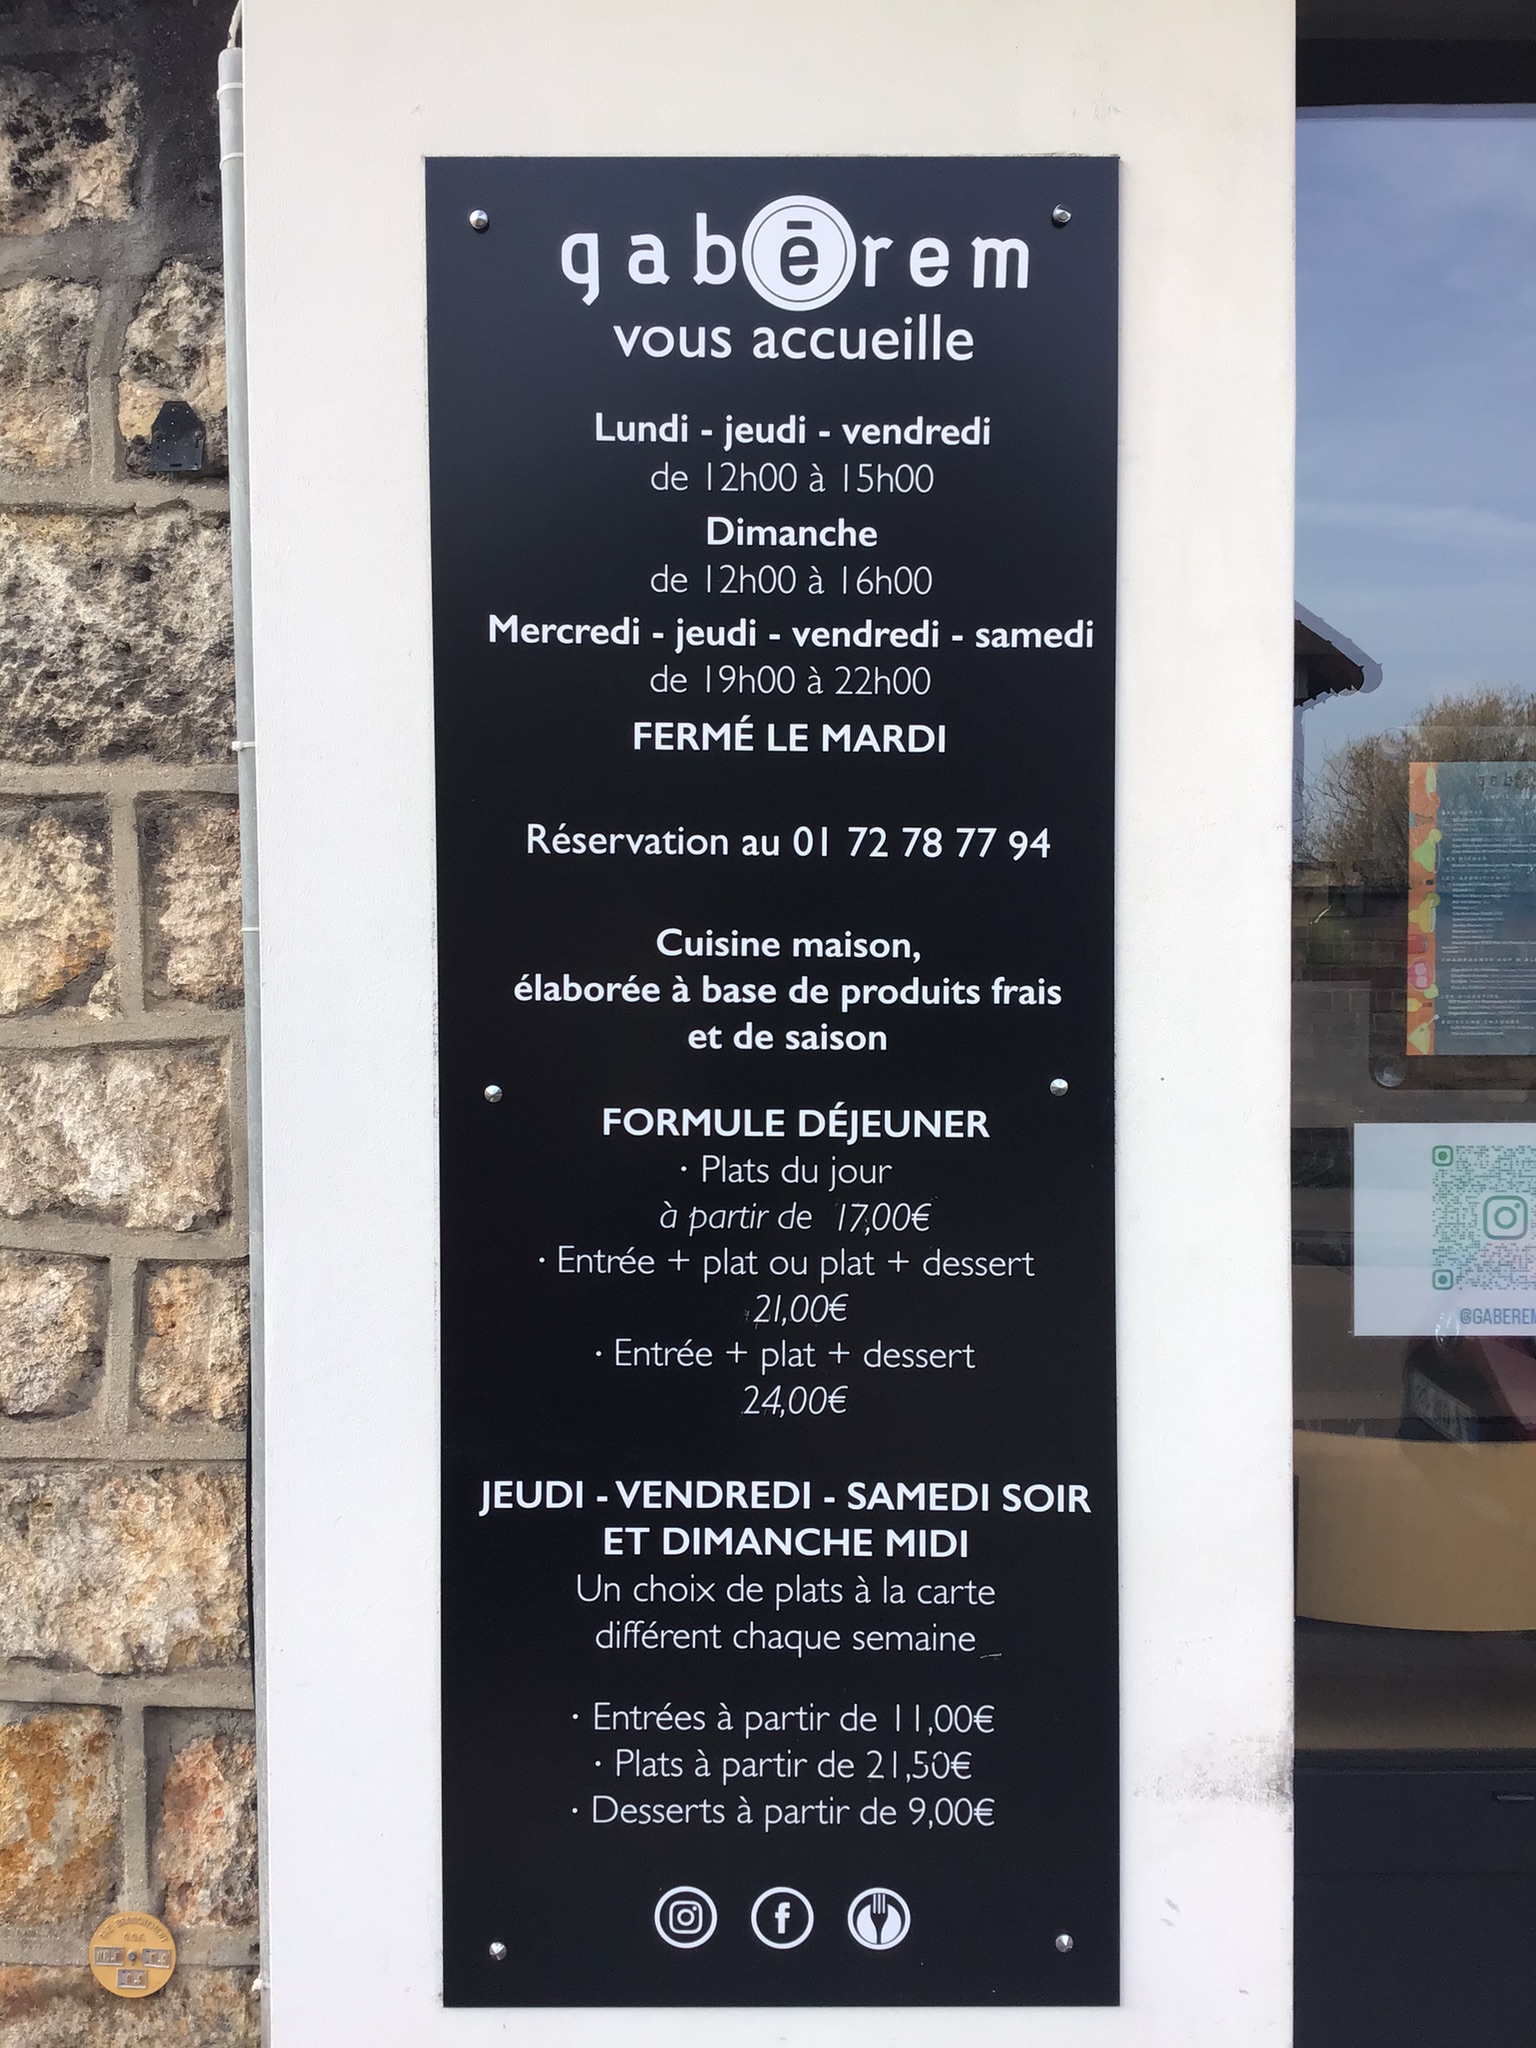 gabērem
vous accueille
Lundi - jeudi - vendredi
de 12h00 à 15h00
Dimanche
de 12h00 à 16h00
Mercredi - jeudi - vendredi - samedi
de 19h00 à 22h00
FERMÉ LE MARDI
Réservation au 01 72 78 77 94
Cuisine maison,
élaborée à base de produits frais
et de saison
FORMULE DÉJEUNER
· Plats du jour
à partir de 17,00€
· Entrée + plat ou plat + dessert
21,00€
· Entrée + plat + dessert
24,00€
JEUDI - VENDREDI - SAMEDI SOIR
ET DIMANCHE MIDI
Un choix de plats à la carte
différent chaque semaine
· Entrées à partir de 11,00€
· Plats à partir de 21,50€
· Desserts à partir de 9,00€
@GABEREM